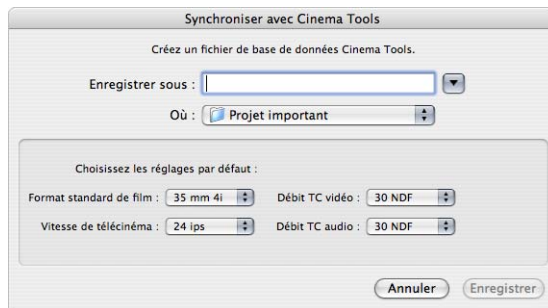 Synchroniser avec Cinema Tools
Créez un fichier de base de données Cinema Tools.
Enregistrer sous :
Où : Projet important
Choisissez les réglages par défaut :
Format standard de film : 35 mm 4i Débit TC vidéo : 30 NDF
Vitesse de télécinéma : 24 ips Débit TC audio : 30 NDF
Annuler Enregistrer